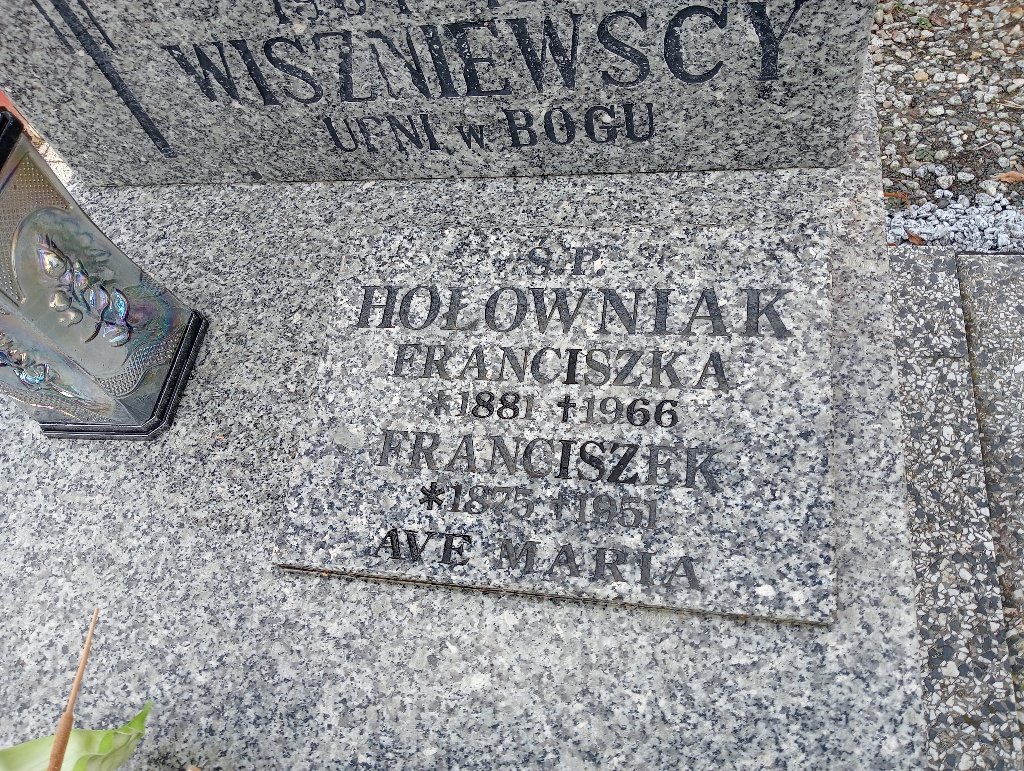 WISZNIEWSCY
UFNI W BOGU
Ś.P.
HOŁOWNIAK
FRANCISZKA
*1881 †1966
FRANCISZEK
*1875 †1951
AVE MARIA